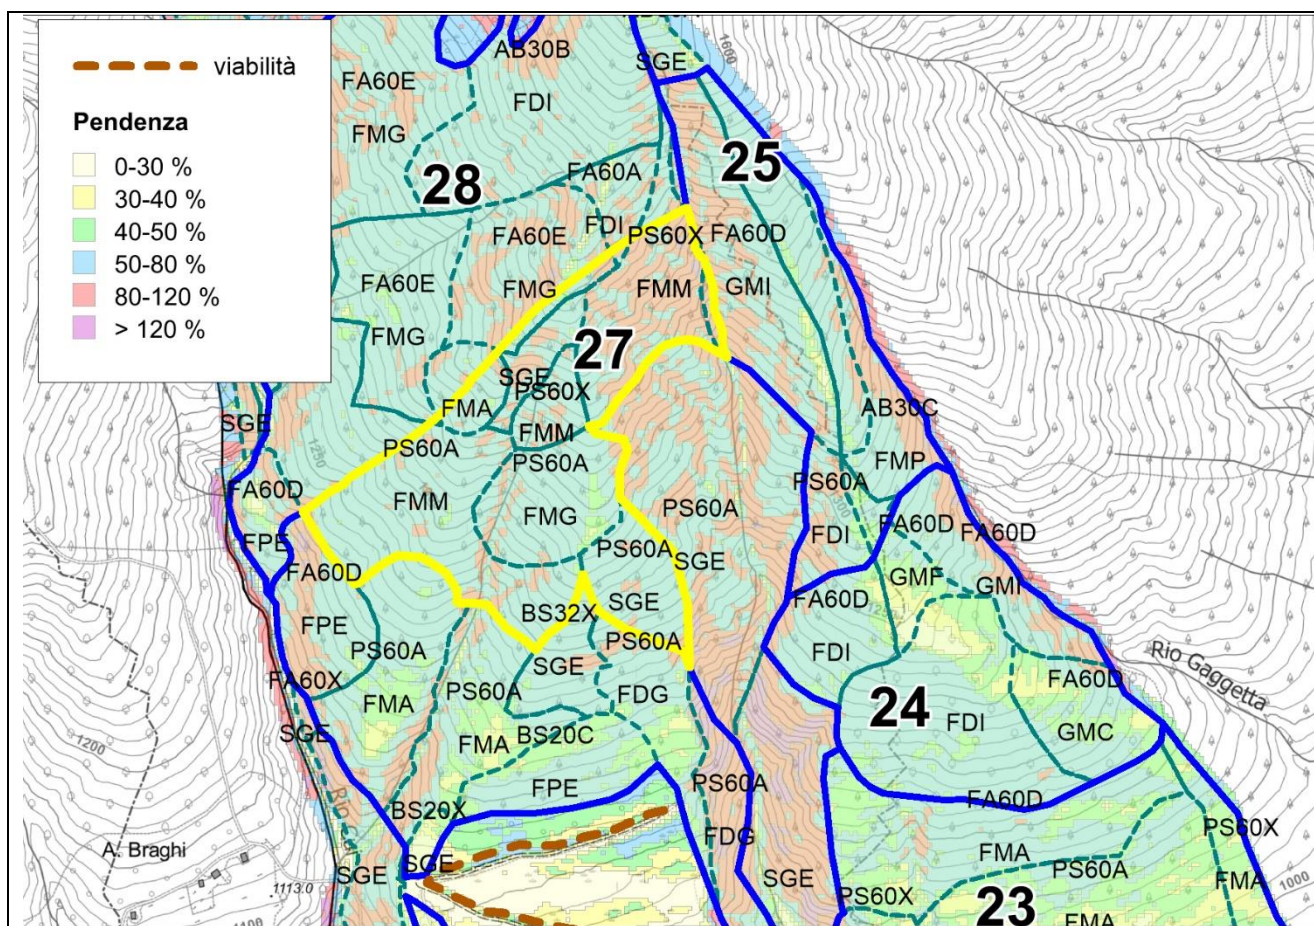 viabilità
Pendenza
0-30 %
30-40 %
40-50 %
50-80 %
80-120 %
> 120 %
AB30B
SGE
1600
FA60E
FDI
FMG
25
28
FA60A
FDI
FA60E
PS60X
FA60D
FMG
FMM
GMI
FA60E
FMG
27
SGE
PS60X
FMA
AB30C
SGE
FMM
1250
PS60A
PS60A
FMP
FA60D
FMM
PS60A
FMG
PS60A
FA60D
FA60D
FDI
FPE
PS60A
SGE
FA60D
GMF
GMI
SGE
FA60D
BS32X
FPE
PS60A
PS60A
FDI
SGE
Rio Gaggetta
FA60X
PS60A
FDG
FA60D
FMA
24
FDI
GMC
SGE
1200
FMA
BS20C
FPE
PS60A
FA60D
BS20X
PS60X
FDG
A. Braghi
FMA
SGE
PS60A
SGE
SGE
FMA
1113.0
PS60X
1000
23
FMA
1100